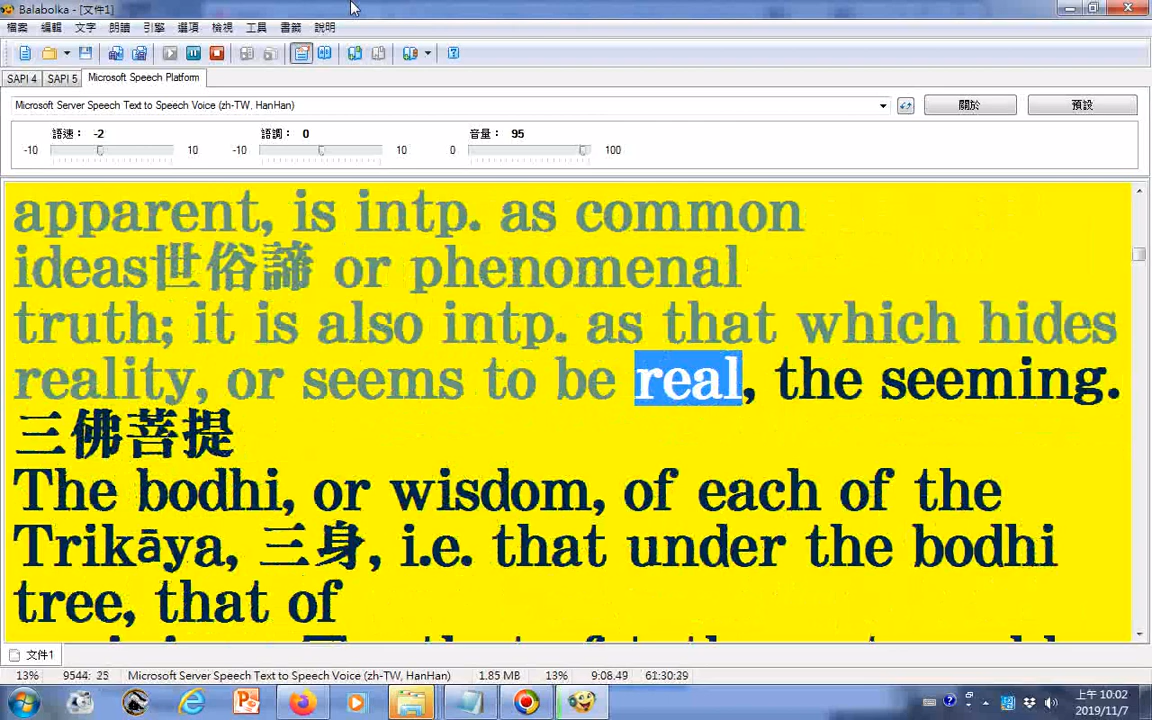 Balabolka - [文件1]
檔案 編輯 文字 朗讀 引擎 選項 檢視 工具 書籤 說明
SAPI 4 SAPI 5 Microsoft Speech Platform
Microsoft Server Speech Text to Speech Voice (zh-TW, HanHan) 關於 預設
語速： -2 語調： 0 音量： 95
-10 10 -10 10 0 100
apparent, is intp. as common
ideas世俗諦 or phenomenal
truth; it is also intp. as that which hides
reality, or seems to be real, the seeming.
三佛菩提
The bodhi, or wisdom, of each of the
Trikāya, 三身, i.e. that under the bodhi
tree, that of
文件1
13% 9544: 25 Microsoft Server Speech Text to Speech Voice (zh-TW, HanHan) 1.85 MB 13% 9:08.49 61:30:29
上午 10:02
2019/11/7